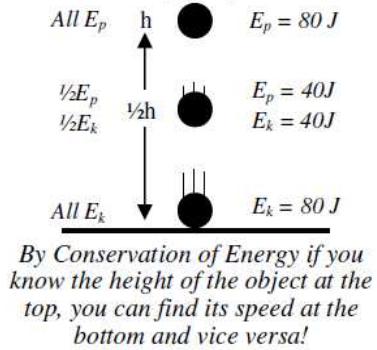 All Ep h Ep = 80 J
½Ep Ep = 40J
½Ek ½h Ek = 40J
All Ek Ek = 80 J
By Conservation of Energy if you
know the height of the object at the
top, you can find its speed at the
bottom and vice versa!